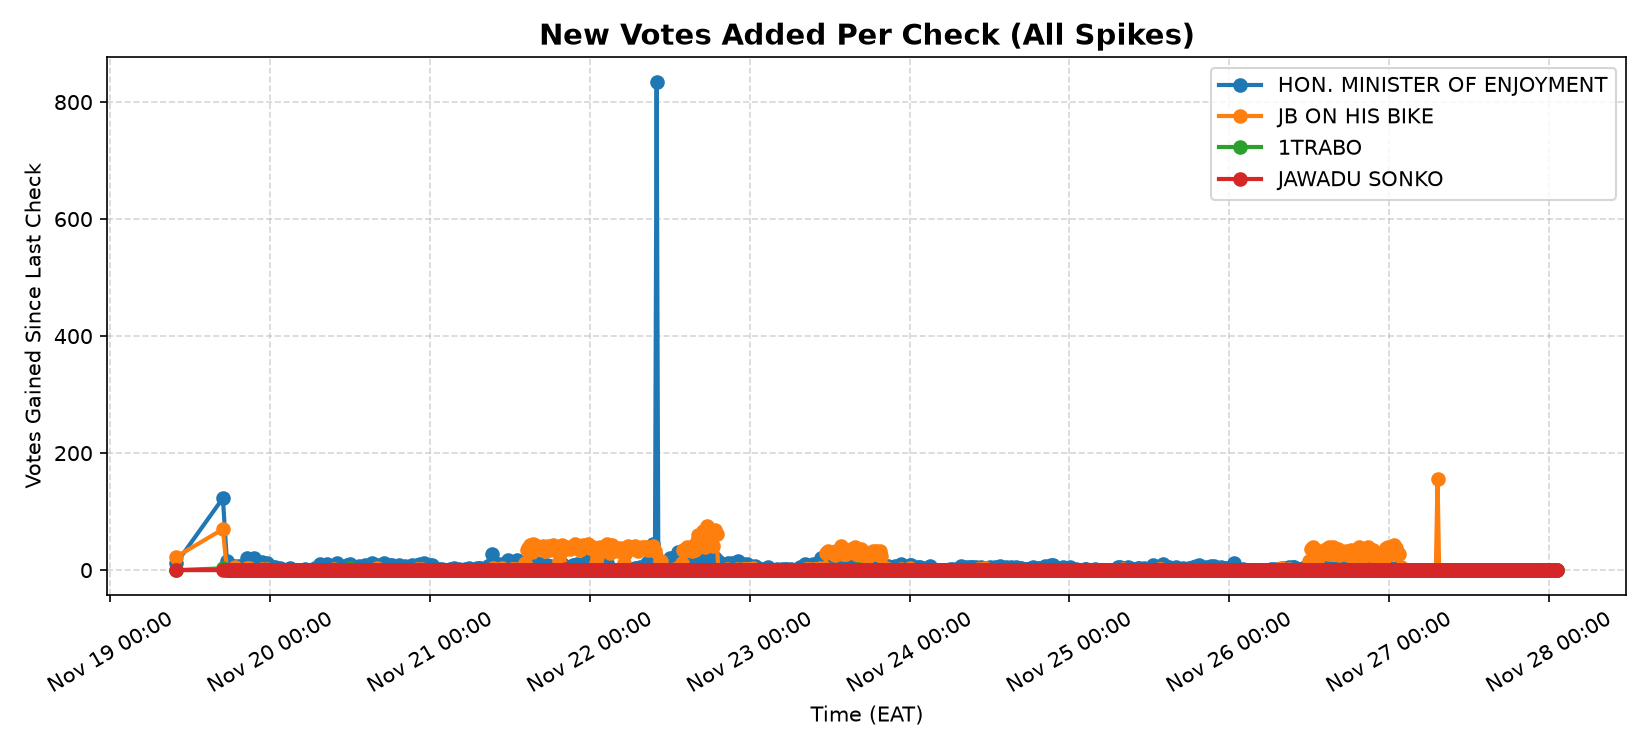 New Votes Added Per Check (All Spikes)
HON. MINISTER OF ENJOYMENT
JB ON HIS BIKE
1TRABO
JAWADU SONKO
Votes Gained Since Last Check
800
600
400
200
0
Nov 19 00:00
Nov 20 00:00
Nov 21 00:00
Nov 22 00:00
Nov 23 00:00
Nov 24 00:00
Nov 25 00:00
Nov 26 00:00
Nov 27 00:00
Nov 28 00:00
Time (EAT)